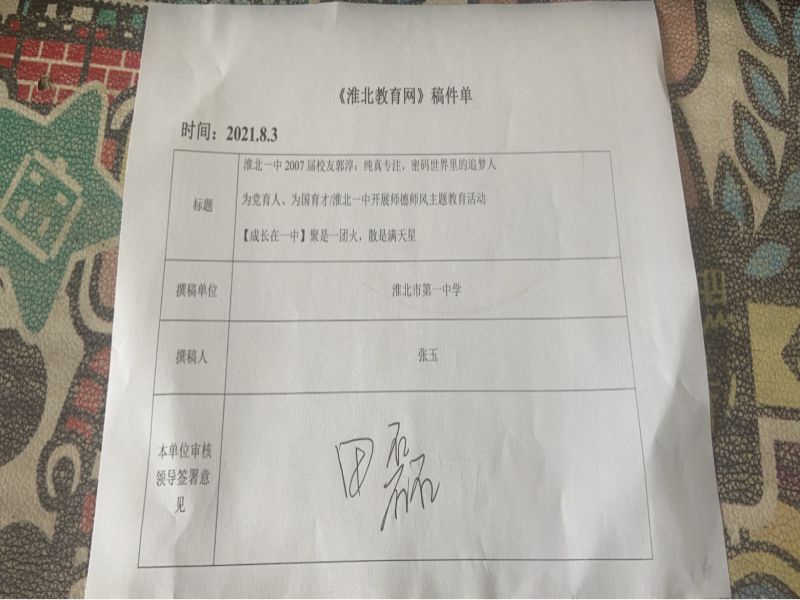 《淮北教育网》稿件单
时间：2021.8.3
淮北一中 2007 届校友郭淳：纯真专注，密码世界里的追梦人
标题
为党育人、为国育才/淮北一中开展师德师风主题教育活动
【成长在一中】聚是一团火，散是满天星
撰稿单位
淮北市第一中学
撰稿人
张玉
本单位审核
领导签署意
见
田磊